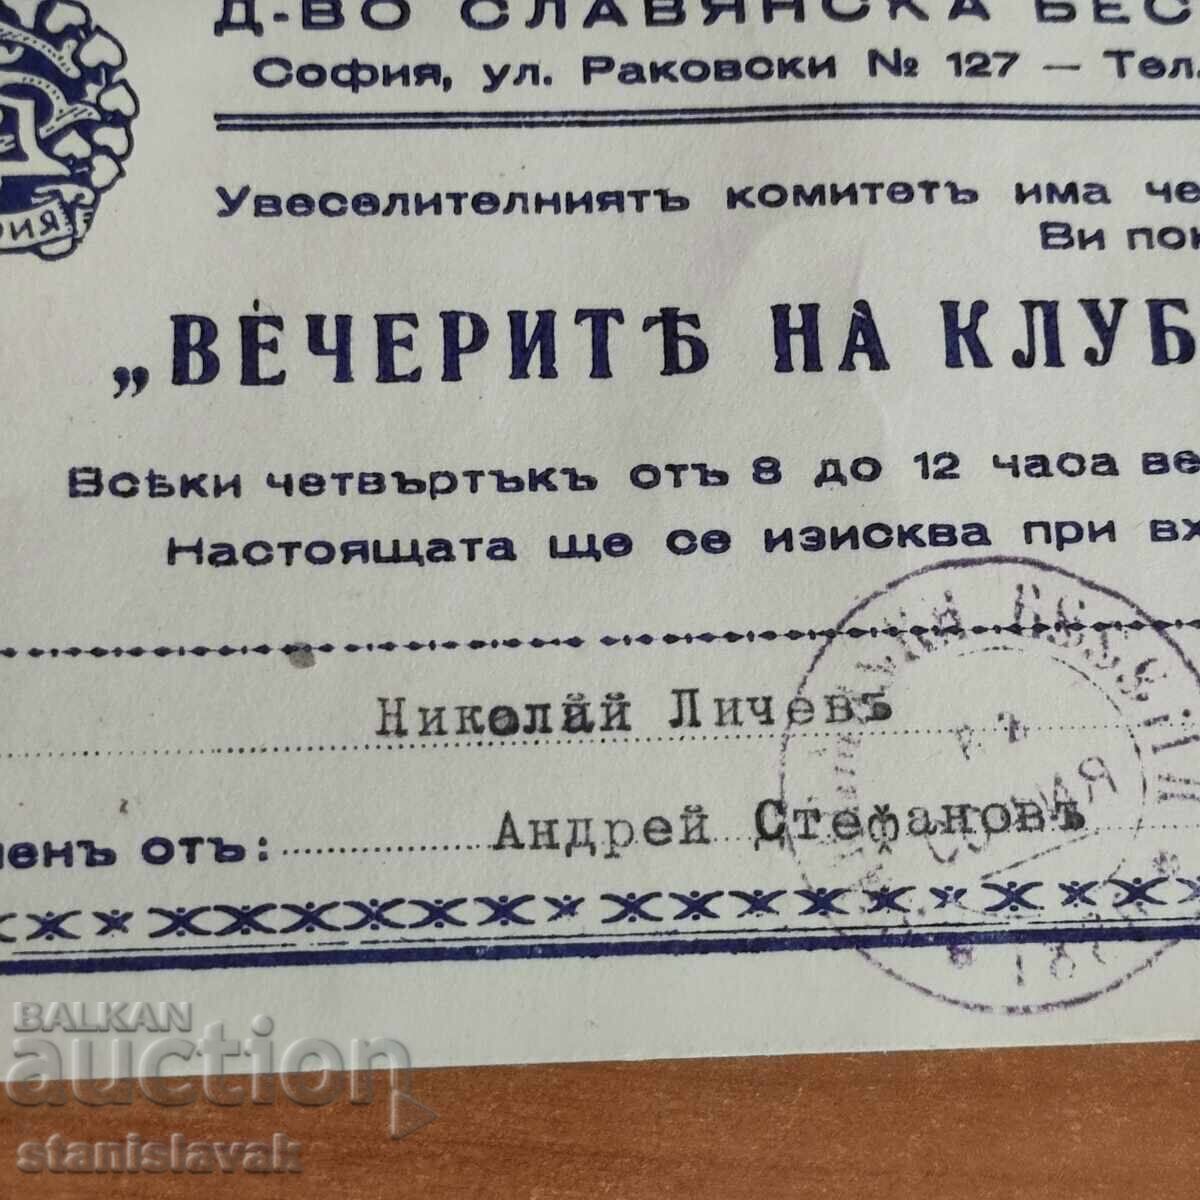 Д-ВО СЛАВЯНСКА БЕС
София, ул. Раковски № 127 — Тел.
Увеселителниятъ комитетъ има че
Ви пок
„ВЕЧЕРИТѢ НА КЛУБ
Всѣки четвъртъкъ отъ 8 до 12 часа ве
Настоящата ще се изисква при вх
Николай Личевъ
ченъ отъ: Андрей Стефановъ
BALKAN
auction
stanislavak